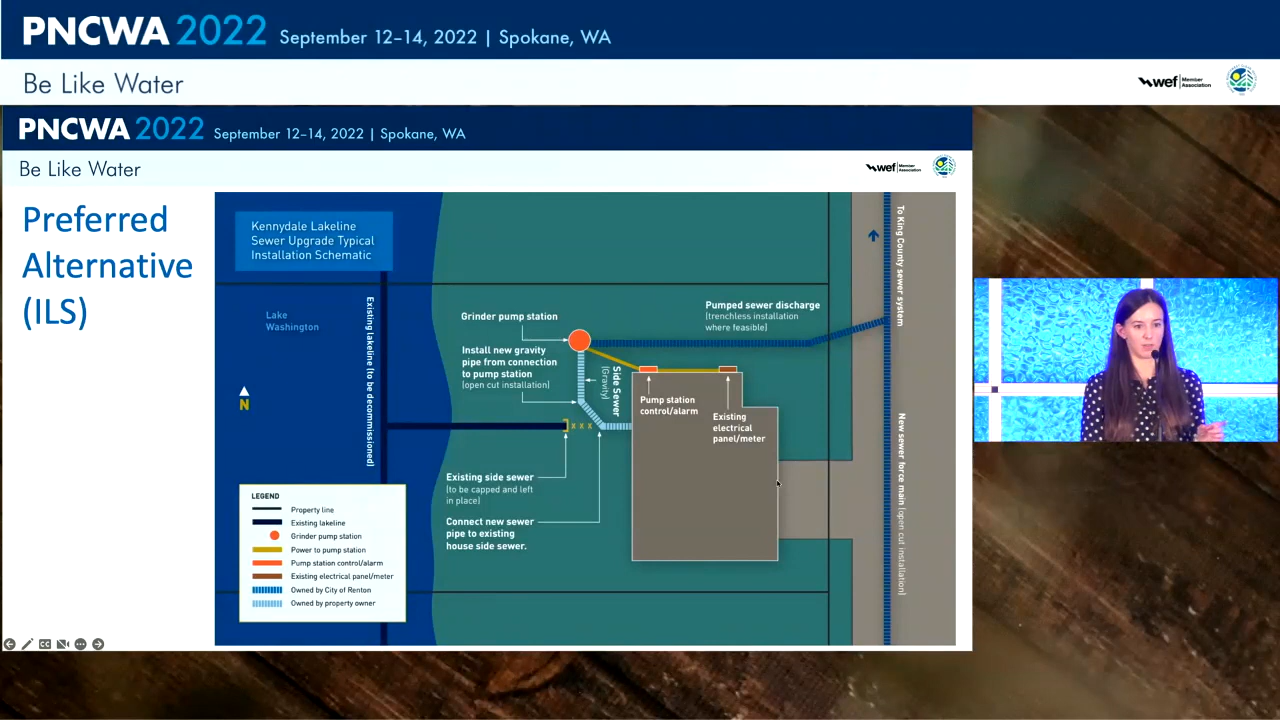 PNCWA 2022 September 12–14, 2022 | Spokane, WA
Be Like Water
wef Member Association
PNCWA 2022 September 12–14, 2022 | Spokane, WA
Be Like Water
wef Member Association
Preferred
Alternative
(ILS)
Kennydale Lakeline
Sewer Upgrade Typical
Installation Schematic
Lake
Washington
Existing lakeline (to be decommissioned)
N
Grinder pump station
Install new gravity
pipe from connection
to pump station
(open cut installation)
Side Sewer
(Gravity)
Pumped sewer discharge
(trenchless installation
where feasible)
To King County sewer system
Pump station
control/alarm
Existing
electrical
panel/meter
x x x
Existing side sewer
(to be capped and left
in place)
Connect new sewer
pipe to existing
house side sewer.
New sewer force main (open cut installation)
LEGEND
Property line
Existing lakeline
Grinder pump station
Power to pump station
Pump station control/alarm
Existing electrical panel/meter
Owned by City of Renton
Owned by property owner
CC